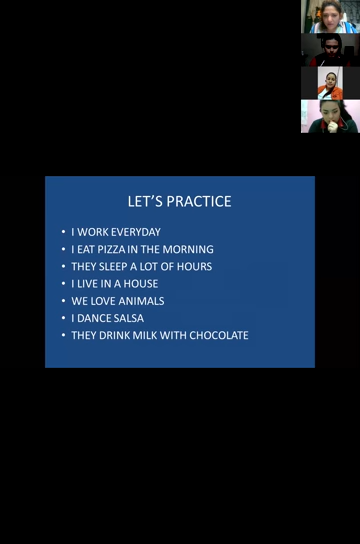 LET'S PRACTICE
• I WORK EVERYDAY
• I EAT PIZZA IN THE MORNING
• THEY SLEEP A LOT OF HOURS
• I LIVE IN A HOUSE
• WE LOVE ANIMALS
• I DANCE SALSA
• THEY DRINK MILK WITH CHOCOLATE